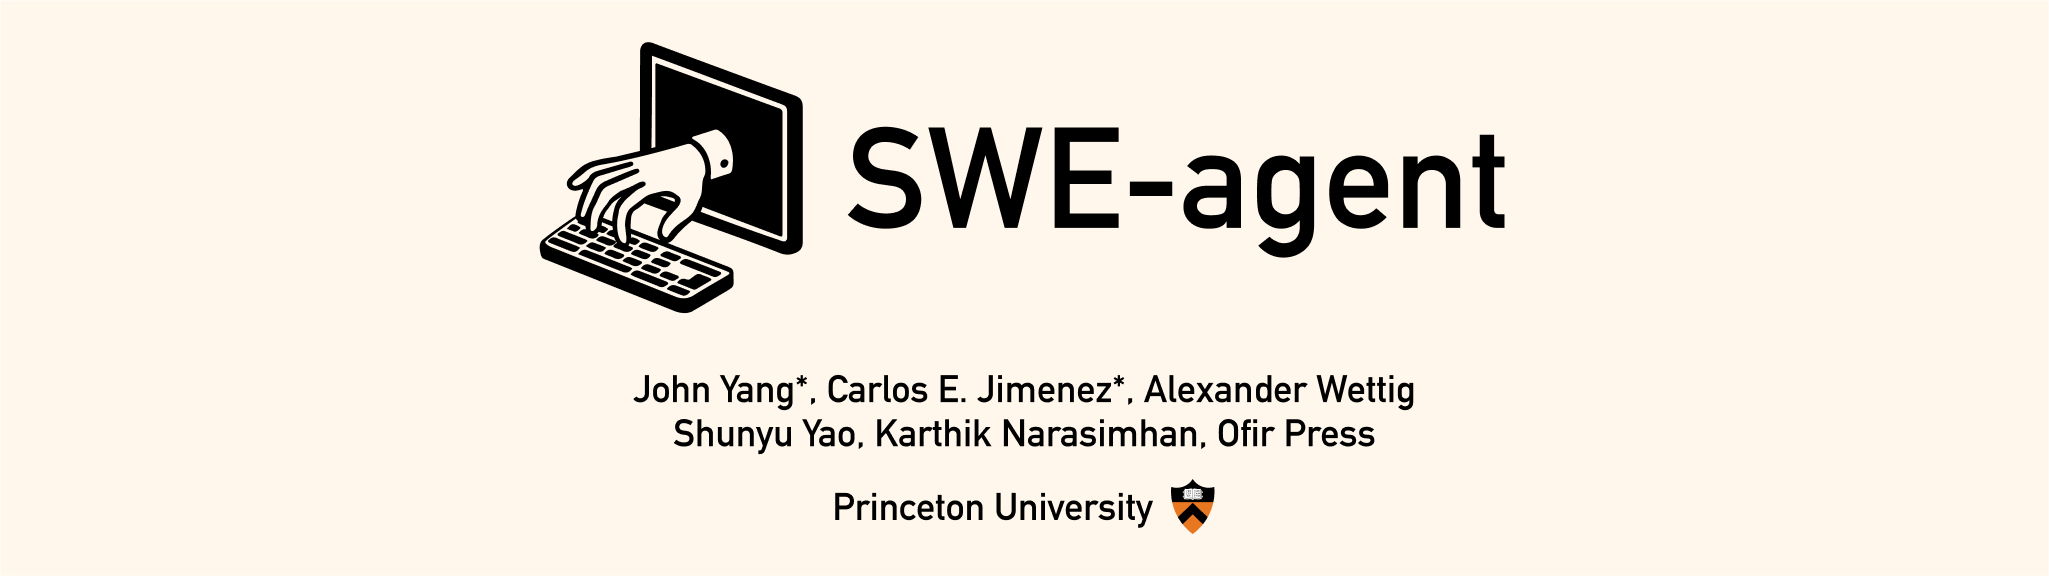 SWE-agent
John Yang*, Carlos E. Jimenez*, Alexander Wettig
Shunyu Yao, Karthik Narasimhan, Ofir Press
Princeton University